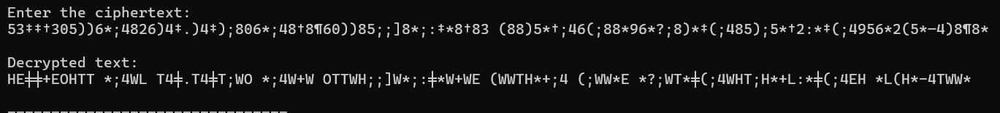 Enter the ciphertext:
53‡‡†305))6*;4826)4‡.)4‡);806*;48†8¶60))85;;]8*;:‡*8†83 (88)5*†;46(;88*96*?;8)*‡(;485);5*†2:*‡(;4956*2(5*—4)8¶8*
Decrypted text:
HE╪╪+EOHTT *;4WL T4╪.T4╪T;WO *;4W+W OTTWH;;]W*;:╪*W+WE (WWTH*+;4 (;WW*E *?;WT*╪(;4WHT;H*+L:*╪(;4EH *L(H*—4TWW*
--------------------------------